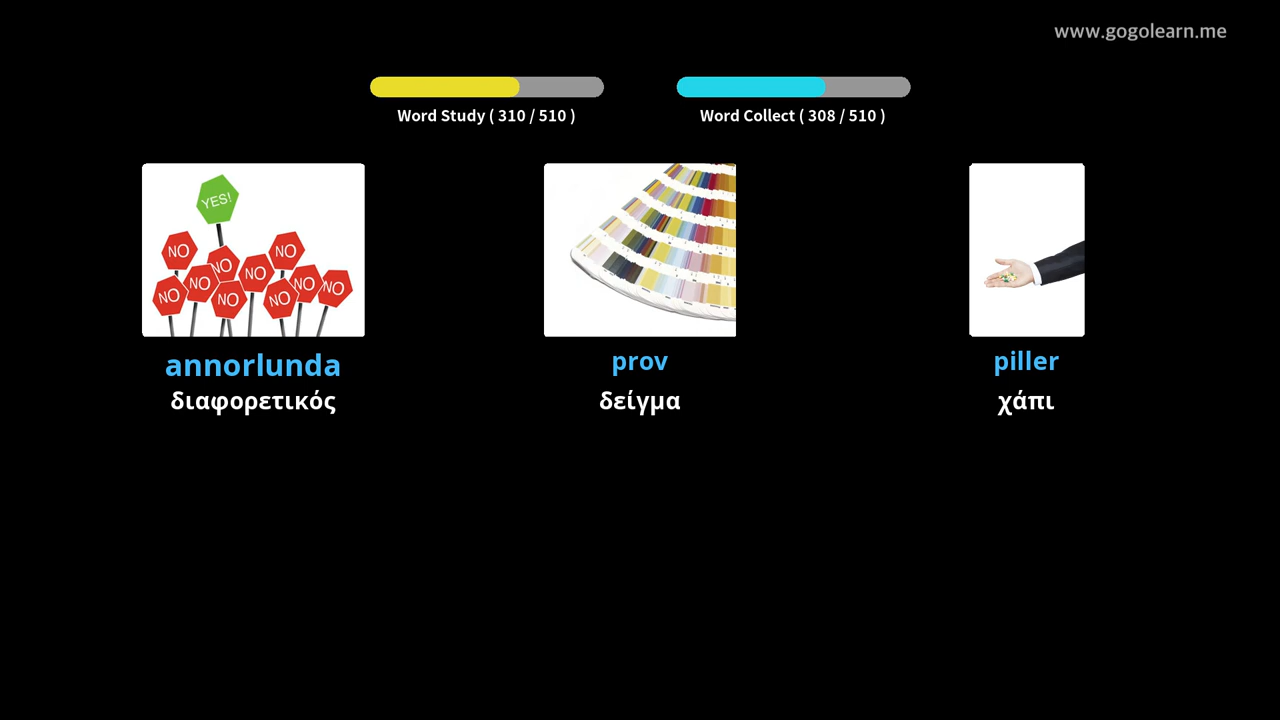 www.gogolearn.me
Word Study ( 310 / 510 )
Word Collect ( 308 / 510 )
YES!
NO
NO
NO
NO
NO
NO
NO
NO
NO
NO
annorlunda
prov
piller
διαφορετικός
δείγμα
χάπι